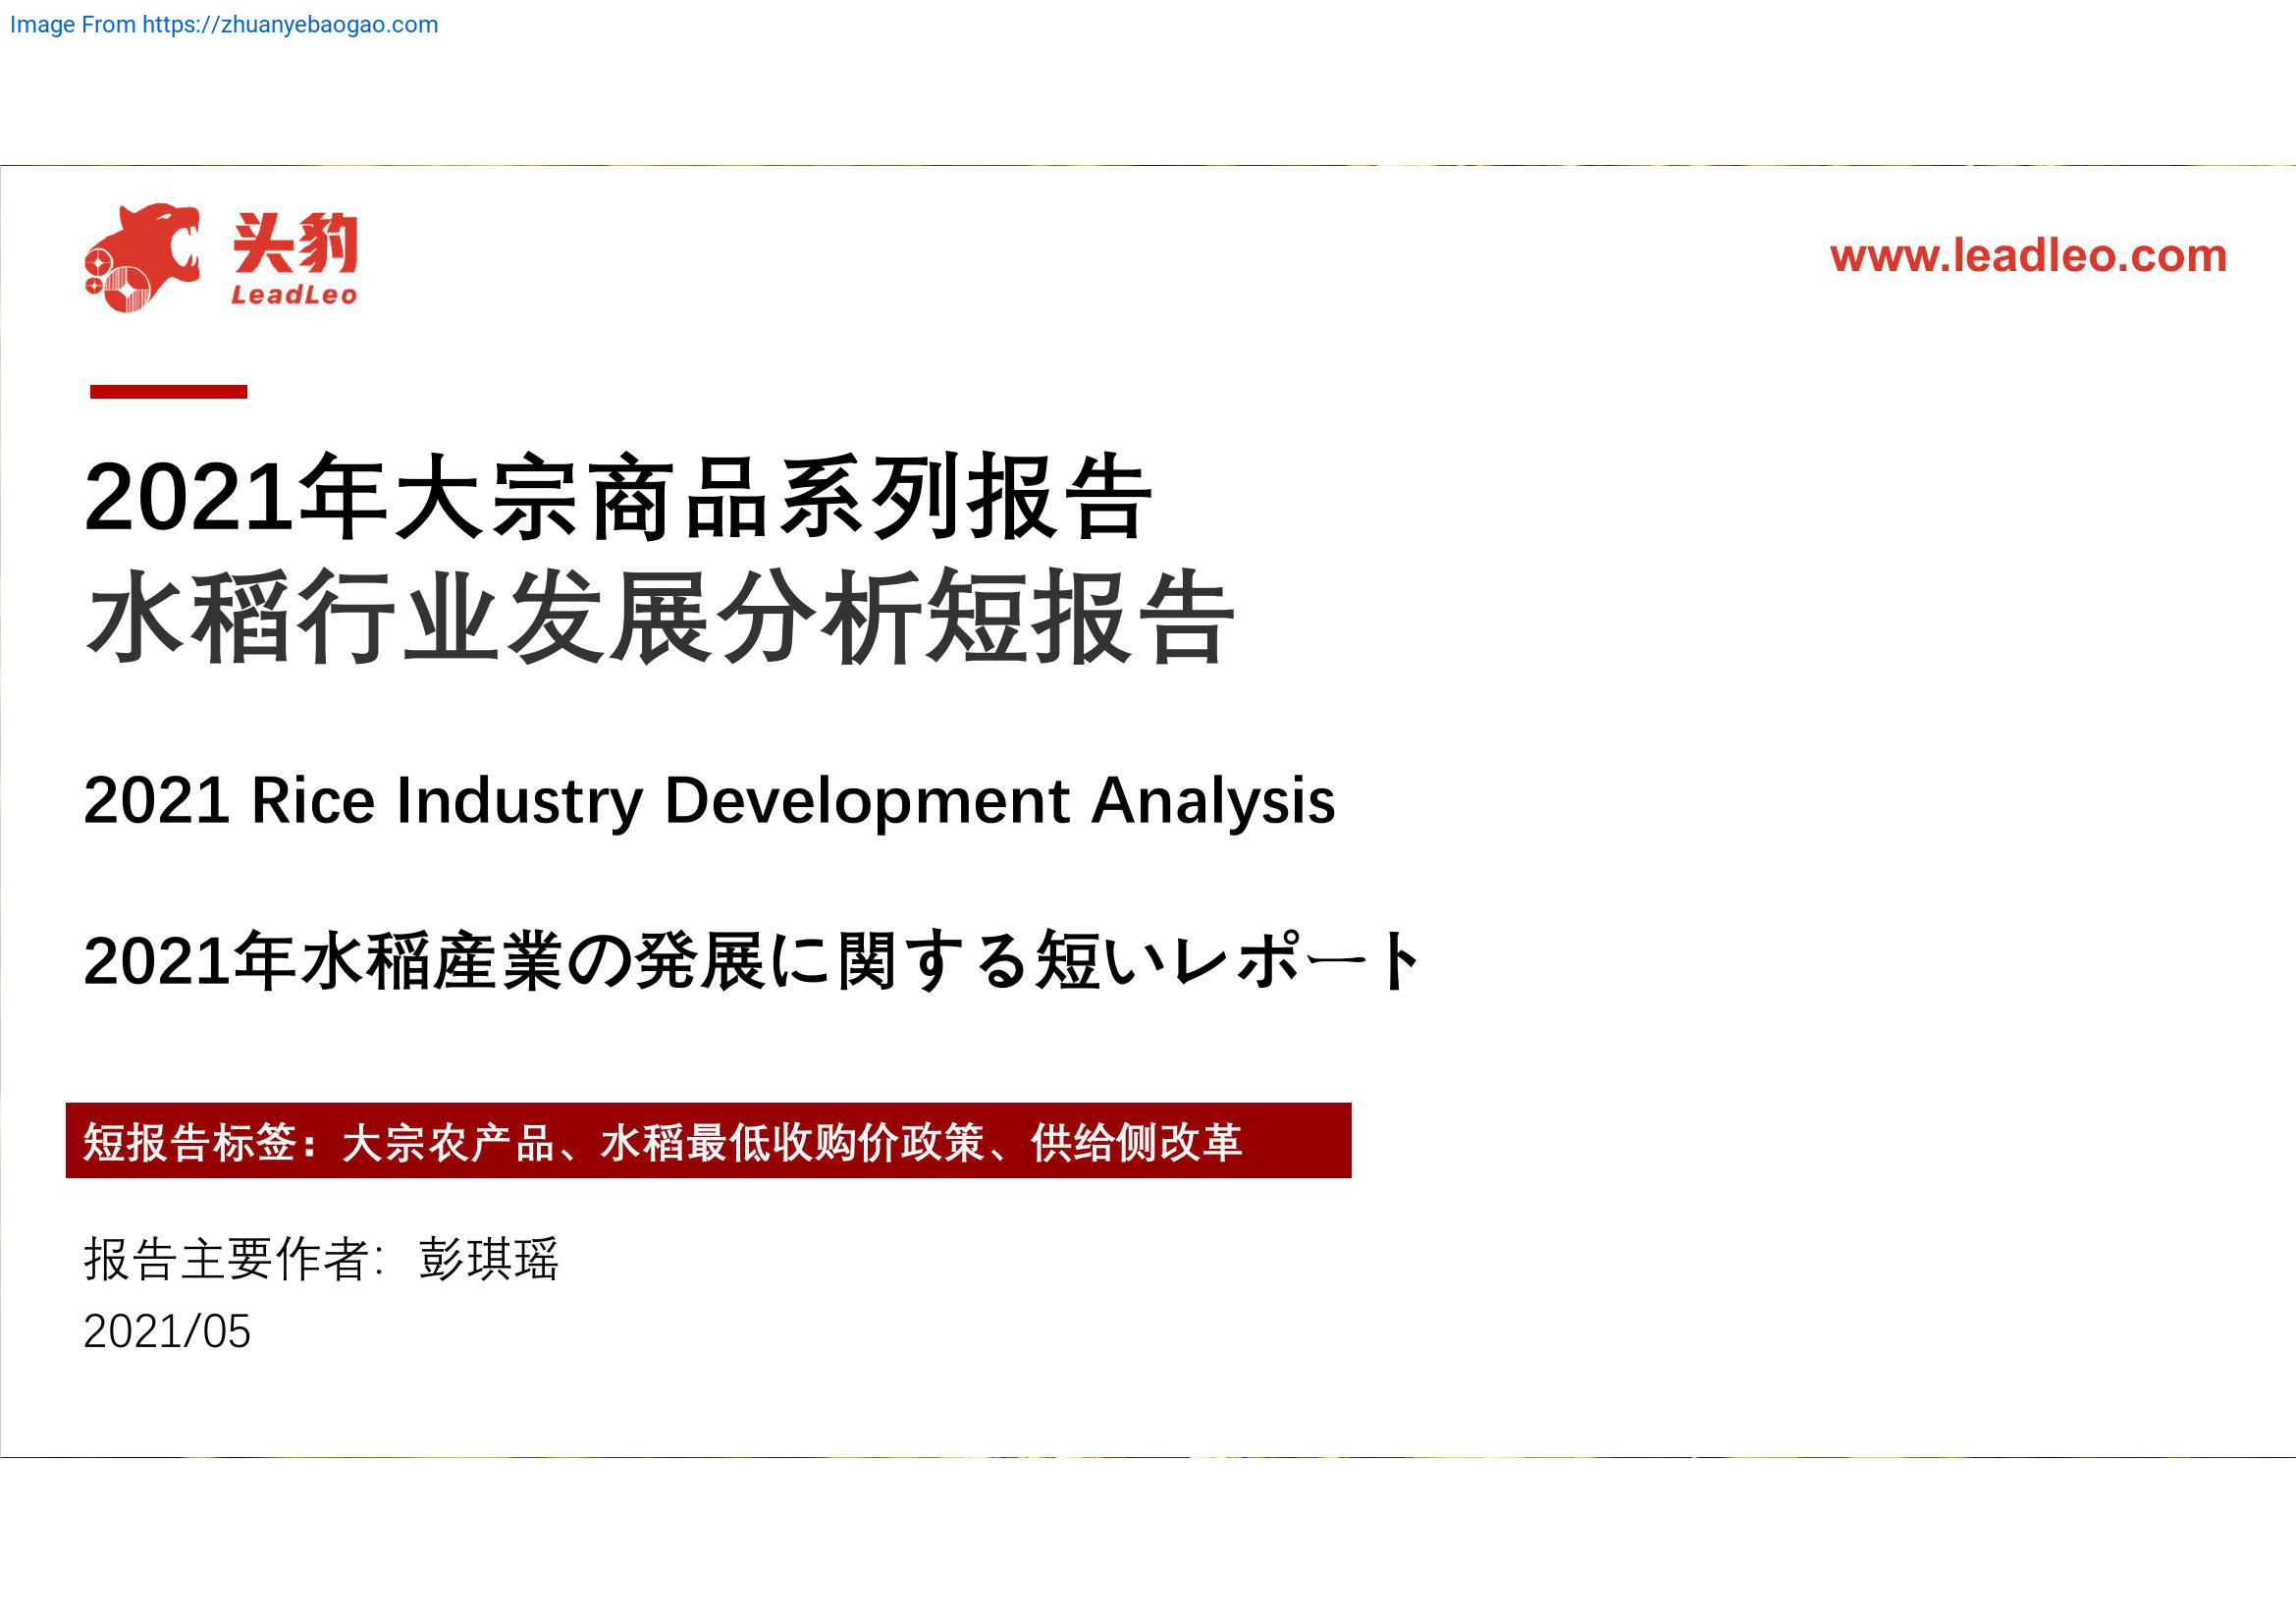 Image From https://zhuanyebaogao.com
头豹
LeadLeo
www.leadleo.com
2021年大宗商品系列报告
水稻行业发展分析短报告
2021 Rice Industry Development Analysis
2021年水稲産業の発展に関する短いレポート
短报告标签：大宗农产品、水稻最低收购价政策、供给侧改革
报告主要作者：彭琪瑶
2021/05